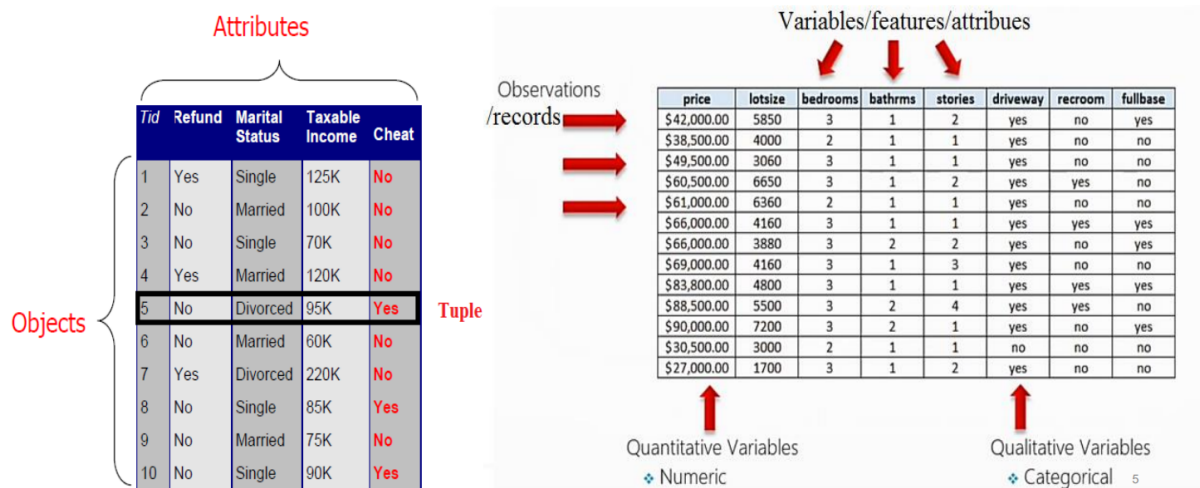 Attributes
Tid Refund Marital Status Taxable Income Cheat
1 Yes Single 125K No
2 No Married 100K No
3 No Single 70K No
4 Yes Married 120K No
5 No Divorced 95K Yes
6 No Married 60K No
7 Yes Divorced 220K No
8 No Single 85K Yes
9 No Married 75K No
10 No Single 90K Yes
Objects
Tuple
Variables/features/attribues
Observations
/records
price lotsize bedrooms bathrms stories driveway recroom fullbase
$42,000.00 5850 3 1 2 yes no yes
$38,500.00 4000 2 1 1 yes no no
$49,500.00 3060 3 1 1 yes no no
$60,500.00 6650 3 1 2 yes yes no
$61,000.00 6360 2 1 1 yes no no
$66,000.00 4160 3 1 1 yes yes yes
$66,000.00 3880 3 2 2 yes no yes
$69,000.00 4160 3 1 3 yes no no
$83,800.00 4800 3 1 1 yes yes yes
$88,500.00 5500 3 2 4 yes yes no
$90,000.00 7200 3 2 1 yes no yes
$30,500.00 3000 2 1 1 no no no
$27,000.00 1700 3 1 2 yes no no
Quantitative Variables
❖ Numeric
Qualitative Variables
❖ Categorical
5